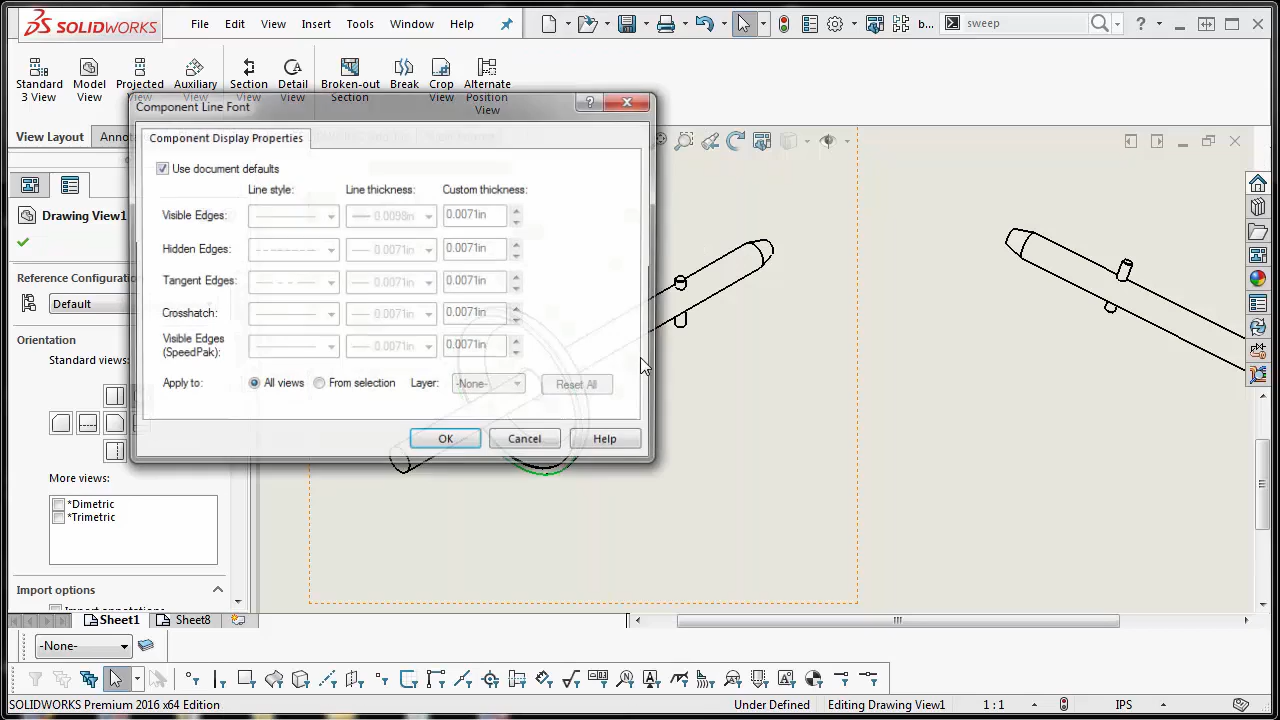 SOLIDWORKS
File Edit View Insert Tools Window Help
b...
sweep
Standard
3 View
Model
View
Projected
View
Auxiliary
View
Section
View
Detail
View
Broken-out
Section
Break
Crop
View
Alternate
Position
View
View Layout
Component Line Font
Component Display Properties
Use document defaults
Line style: Line thickness: Custom thickness:
Visible Edges: 0.0098in 0.0071in
Hidden Edges: 0.0071in 0.0071in
Tangent Edges: 0.0071in 0.0071in
Crosshatch: 0.0071in 0.0071in
Visible Edges
(SpeedPak): 0.0071in 0.0071in
Apply to: All views From selection Layer: -None- Reset All
OK Cancel Help
Drawing View1
Reference Configura
Default
Orientation
Standard views:
More views:
*Dimetric
*Trimetric
Import options
Import annotations
Sheet1 Sheet8
-None-
SOLIDWORKS Premium 2016 x64 Edition Under Defined Editing Drawing View1 1 : 1 IPS